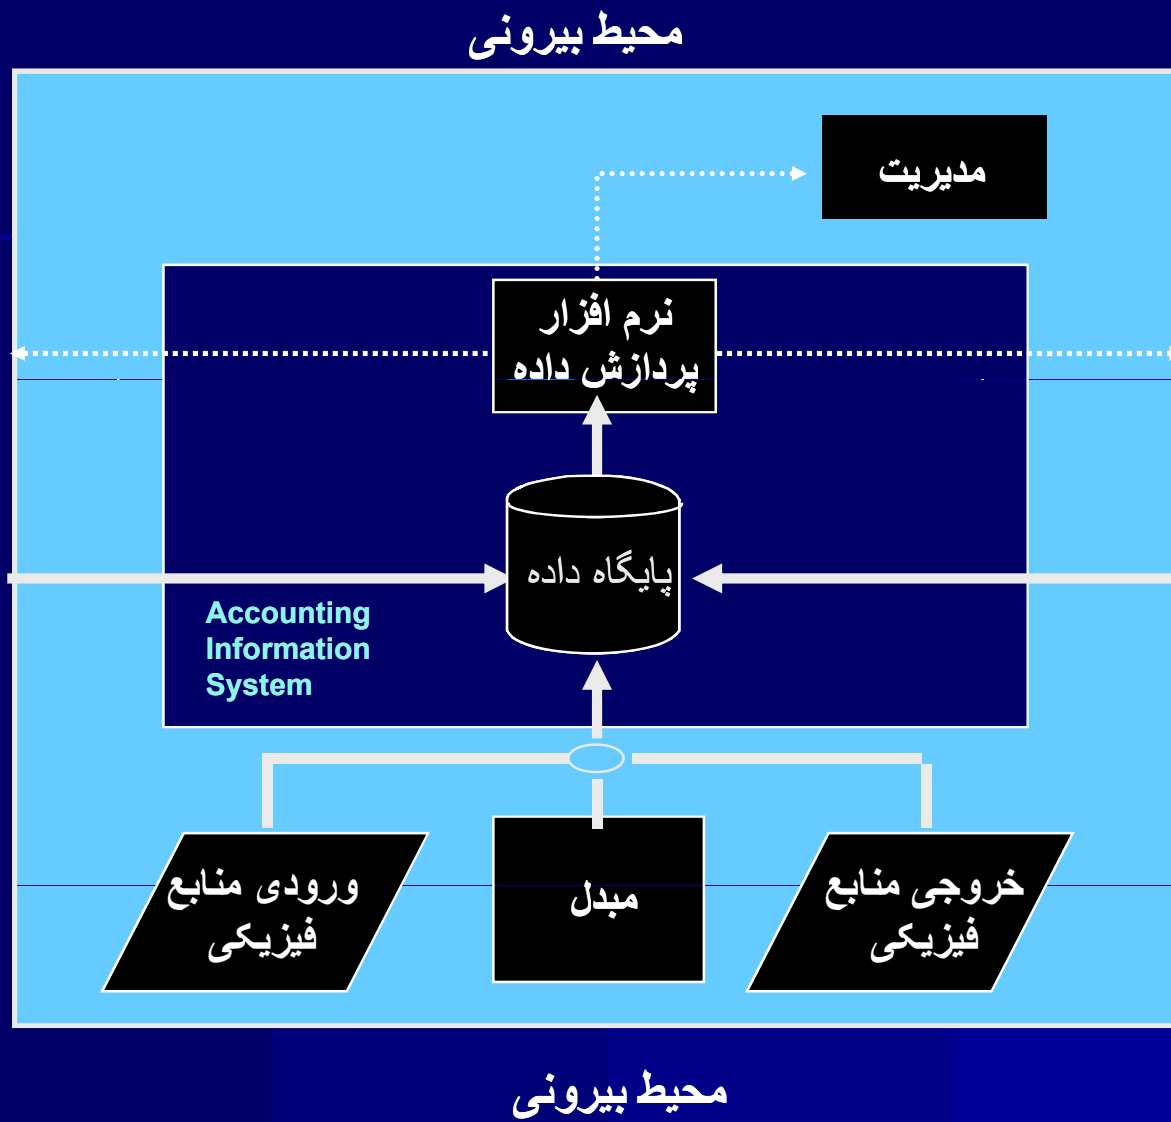 محیط بیرونی
مدیریت
نرم افزار
پردازش داده
پایگاه داده
Accounting
Information
System
ورودی منابع
فیزیکی
مبدل
خروجی منابع
فیزیکی
محیط بیرونی